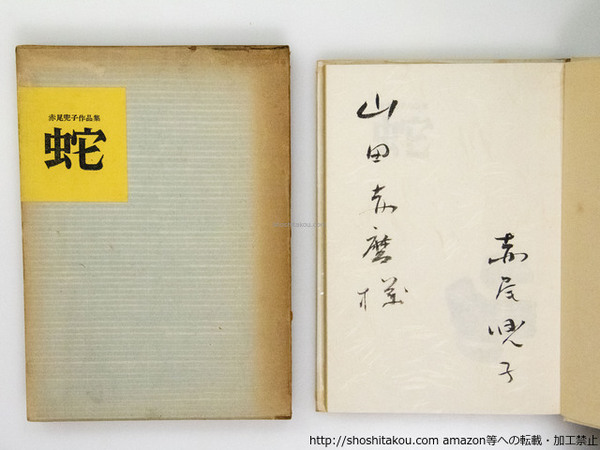 赤尾兜子作品集
蛇
山田赤麿様
赤尾兜子
http://shoshitakou.com amazon等への転載・加工禁止